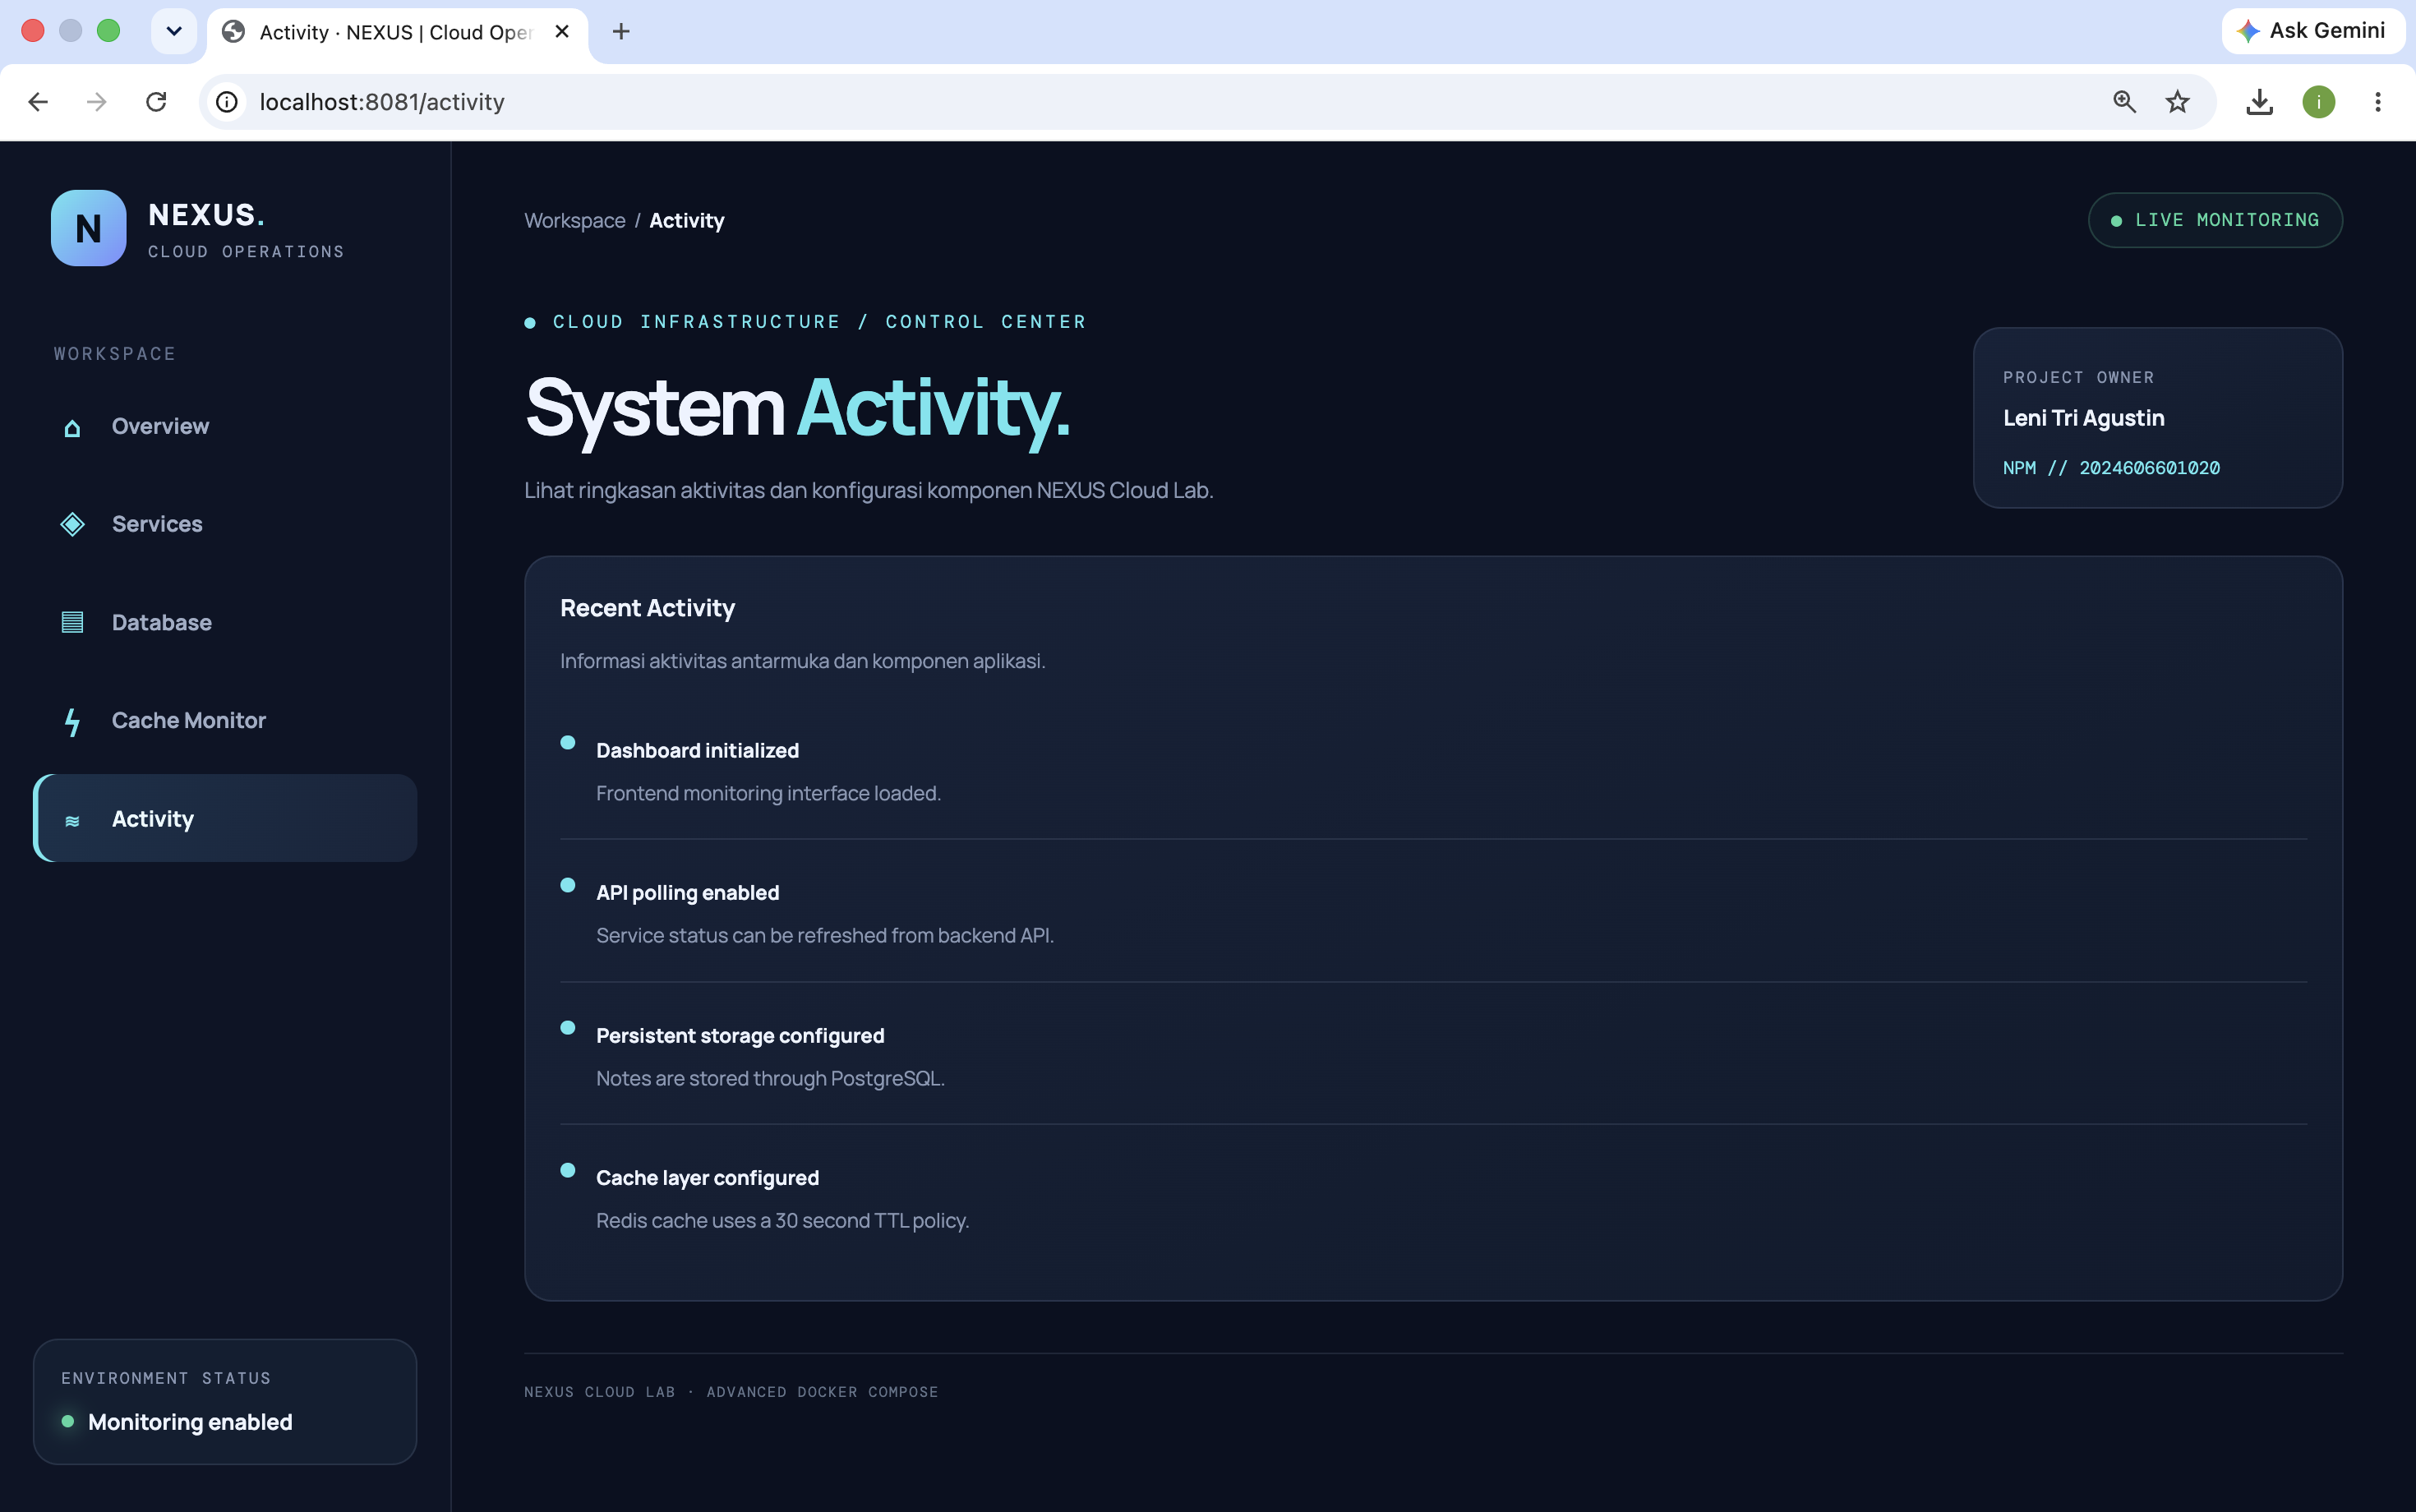 Activity · NEXUS | Cloud Oper
Ask Gemini
localhost:8081/activity
i
N
NEXUS.
CLOUD OPERATIONS
WORKSPACE
Overview
Services
Database
Cache Monitor
Activity
ENVIRONMENT STATUS
Monitoring enabled
Workspace / Activity
LIVE MONITORING
CLOUD INFRASTRUCTURE / CONTROL CENTER
System Activity.
Lihat ringkasan aktivitas dan konfigurasi komponen NEXUS Cloud Lab.
PROJECT OWNER
Leni Tri Agustin
NPM // 2024606601020
Recent Activity
Informasi aktivitas antarmuka dan komponen aplikasi.
Dashboard initialized
Frontend monitoring interface loaded.
API polling enabled
Service status can be refreshed from backend API.
Persistent storage configured
Notes are stored through PostgreSQL.
Cache layer configured
Redis cache uses a 30 second TTL policy.
NEXUS CLOUD LAB · ADVANCED DOCKER COMPOSE